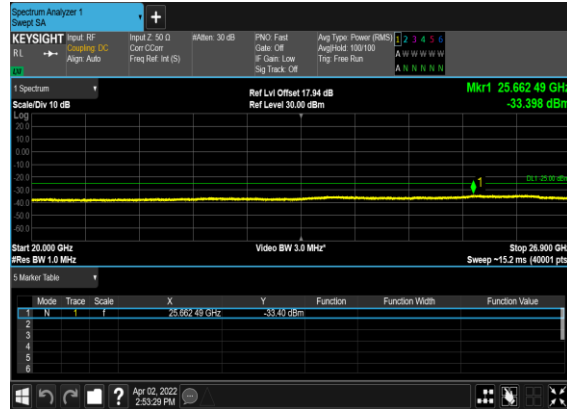 Spectrum Analyzer 1
Swept SA
+
KEYSIGHT Input: RF Input Z: 50 Ω #Atten: 30 dB PNO: Fast Avg Type: Power (RMS) 1 2 3 4 5 6
RL Coupling: DC Corr CCorr Gate: Off Avg|Hold: 100/100 A W W W W W
Align: Auto Freq Ref: Int (S) IF Gain: Low Trig: Free Run
Sig Track: Off A N N N N N
1 Spectrum Ref Lvl Offset 17.94 dB Mkr1 25.662 49 GHz
Scale/Div 10 dB Ref Level 30.00 dBm -33.398 dBm
Log
20.0
10.0
0.00
-10.0
-20.0
-30.0
-40.0
-50.0
-60.0
1
DL1 -25.00 dBm
Start 20.000 GHz Video BW 3.0 MHz* Stop 26.900 GHz
#Res BW 1.0 MHz Sweep ~15.2 ms (40001 pts)
5 Marker Table
Mode Trace Scale X Y Function Function Width Function Value
1 N 1 f 25.662 49 GHz -33.40 dBm
2
3
4
5
6
? Apr 02, 2022
2:53:29 PM